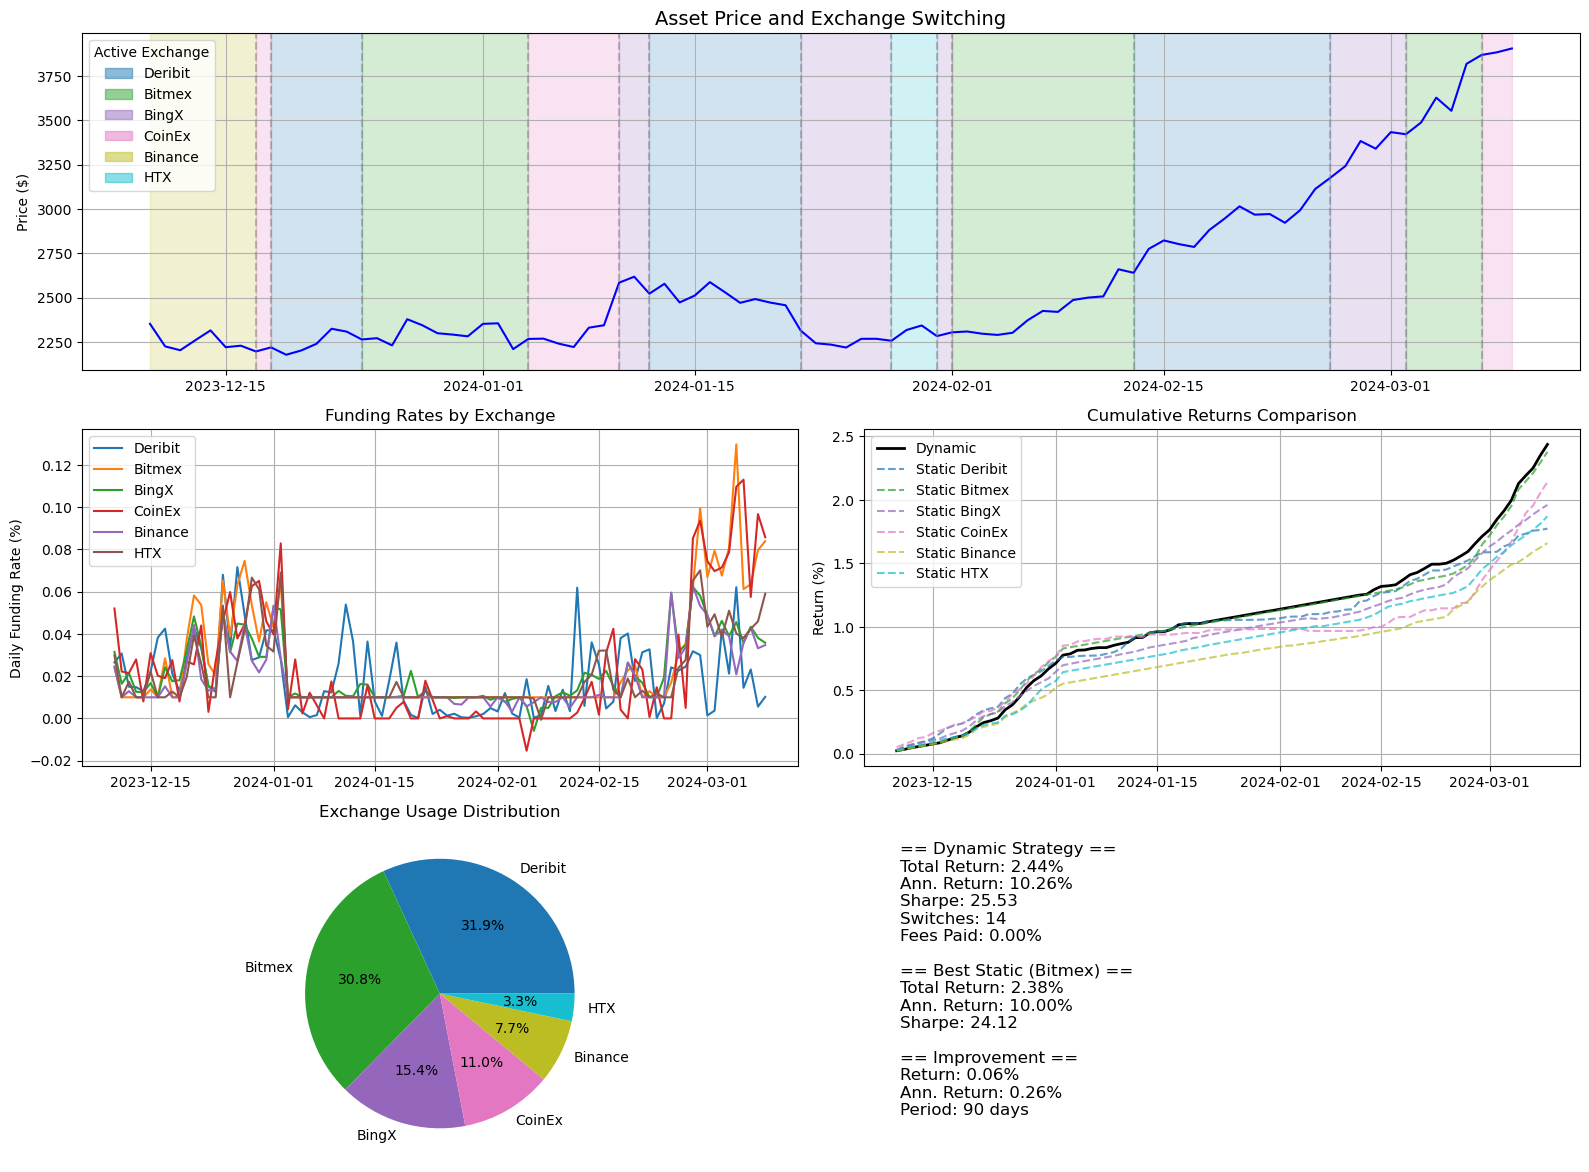 Asset Price and Exchange Switching
Price ($)
3750
3500
3250
3000
2750
2500
2250
Active Exchange
Deribit
Bitmex
BingX
CoinEx
Binance
HTX
2023-12-15
2024-01-01
2024-01-15
2024-02-01
2024-02-15
2024-03-01
Funding Rates by Exchange
Daily Funding Rate (%)
0.12
0.10
0.08
0.06
0.04
0.02
0.00
−0.02
Deribit
Bitmex
BingX
CoinEx
Binance
HTX
2023-12-15
2024-01-01
2024-01-15
2024-02-01
2024-02-15
2024-03-01
Cumulative Returns Comparison
Return (%)
2.5
2.0
1.5
1.0
0.5
0.0
Dynamic
Static Deribit
Static Bitmex
Static BingX
Static CoinEx
Static Binance
Static HTX
2023-12-15
2024-01-01
2024-01-15
2024-02-01
2024-02-15
2024-03-01
Exchange Usage Distribution
Deribit
31.9%
Bitmex
30.8%
BingX
15.4%
CoinEx
11.0%
Binance
7.7%
HTX
3.3%
== Dynamic Strategy ==
Total Return: 2.44%
Ann. Return: 10.26%
Sharpe: 25.53
Switches: 14
Fees Paid: 0.00%
== Best Static (Bitmex) ==
Total Return: 2.38%
Ann. Return: 10.00%
Sharpe: 24.12
== Improvement ==
Return: 0.06%
Ann. Return: 0.26%
Period: 90 days